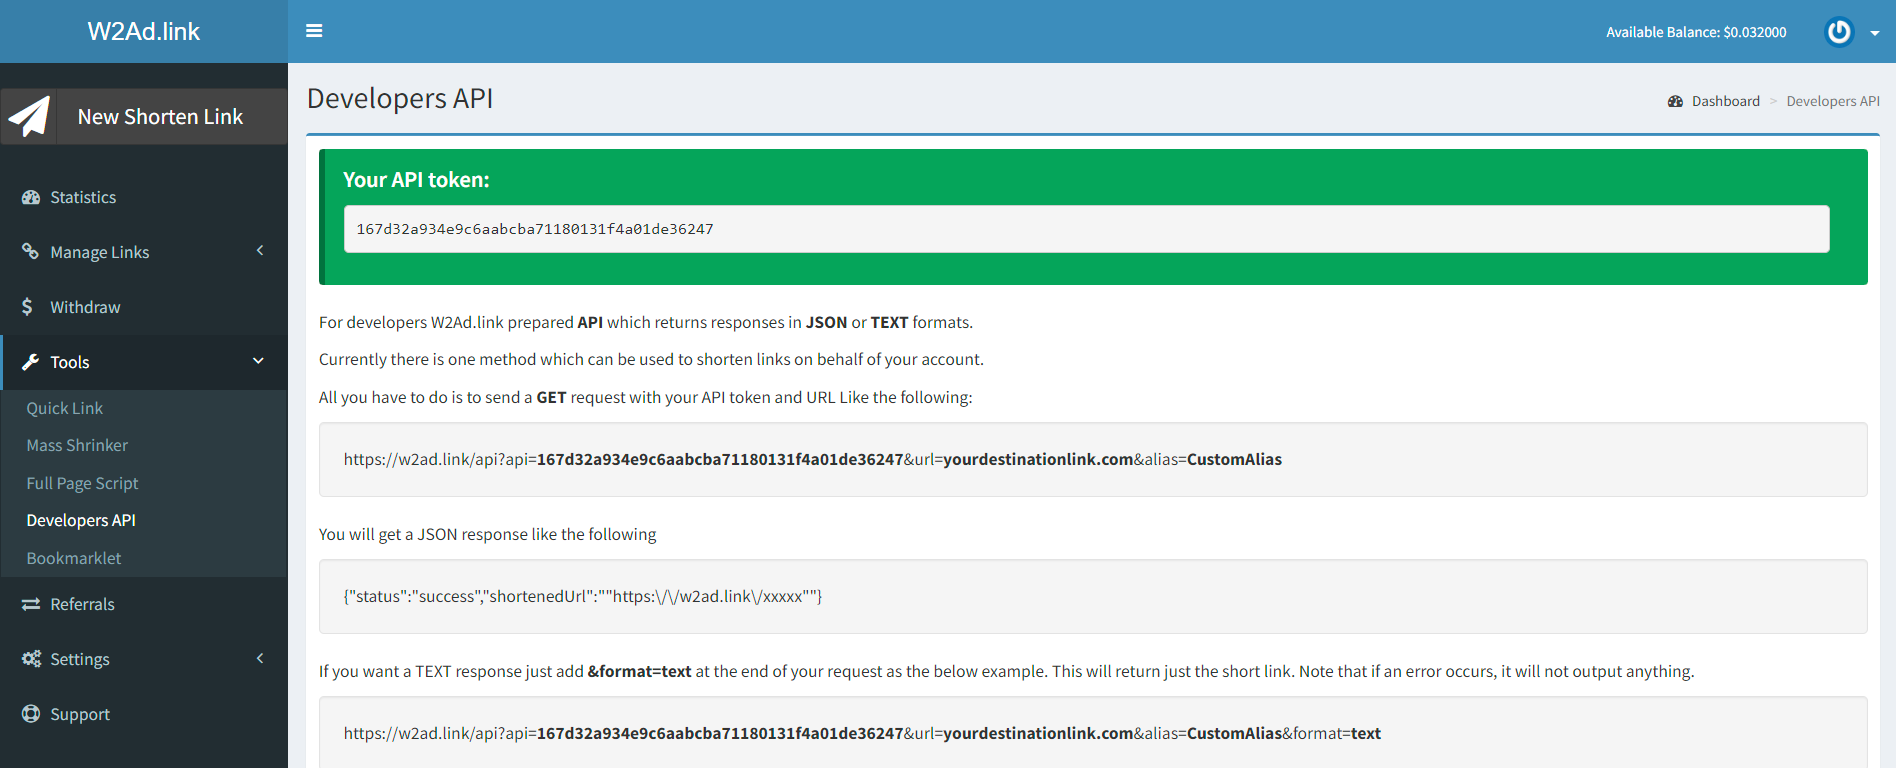 W2Ad.link
Available Balance: $0.032000
New Shorten Link
Statistics
Manage Links
Withdraw
Tools
Quick Link
Mass Shrinker
Full Page Script
Developers API
Bookmarklet
Referrals
Settings
Support
Developers API
Dashboard > Developers API
Your API token:
167d32a934e9c6aabcba71180131f4a01de36247
For developers W2Ad.link prepared API which returns responses in JSON or TEXT formats.
Currently there is one method which can be used to shorten links on behalf of your account.
All you have to do is to send a GET request with your API token and URL Like the following:
https://w2ad.link/api?api=167d32a934e9c6aabcba71180131f4a01de36247&url=yourdestinationlink.com&alias=CustomAlias
You will get a JSON response like the following
{"status":"success","shortenedUrl":""https:\/\/w2ad.link\/xxxxx""}
If you want a TEXT response just add &format=text at the end of your request as the below example. This will return just the short link. Note that if an error occurs, it will not output anything.
https://w2ad.link/api?api=167d32a934e9c6aabcba71180131f4a01de36247&url=yourdestinationlink.com&alias=CustomAlias&format=text